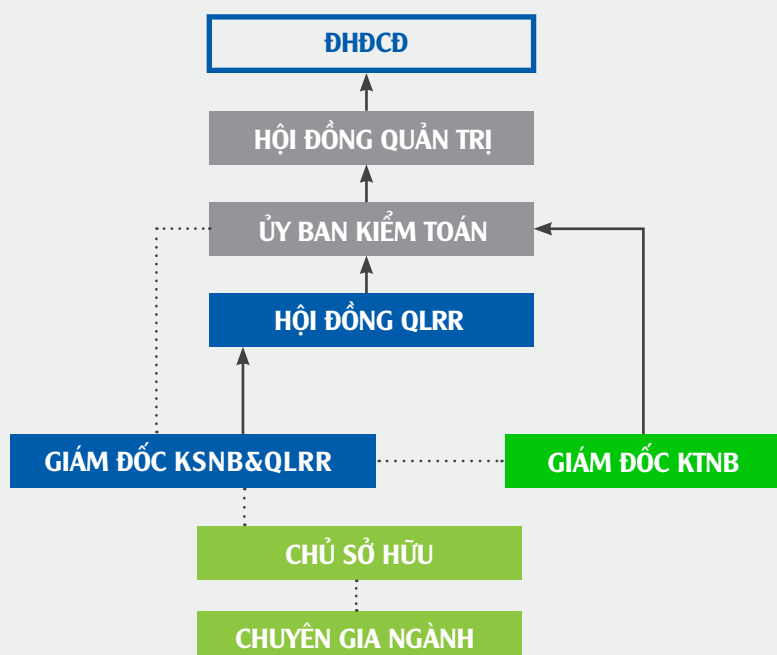 ĐHĐCĐ
HỘI ĐỒNG QUẢN TRỊ
ỦY BAN KIỂM TOÁN
HỘI ĐỒNG QLRR
GIÁM ĐỐC KSNB&QLRR
GIÁM ĐỐC KTNB
CHỦ SỞ HỮU
CHUYÊN GIA NGÀNH